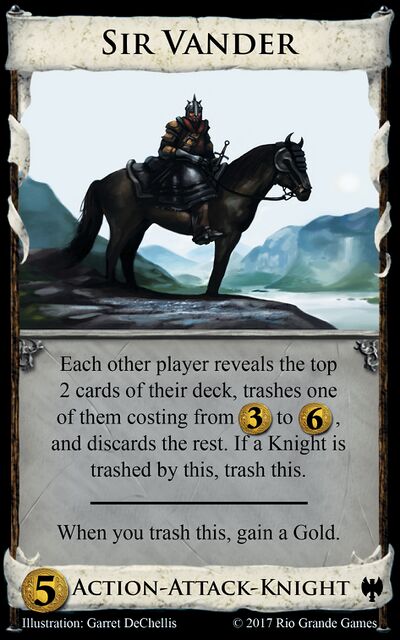 Sir Vander
Each other player reveals the top
2 cards of their deck, trashes one
of them costing from 3 to 6,
and discards the rest. If a Knight is
trashed by this, trash this.
When you trash this, gain a Gold.
5 Action-Attack-Knight
Illustration: Garret DeChellis © 2017 Rio Grande Games